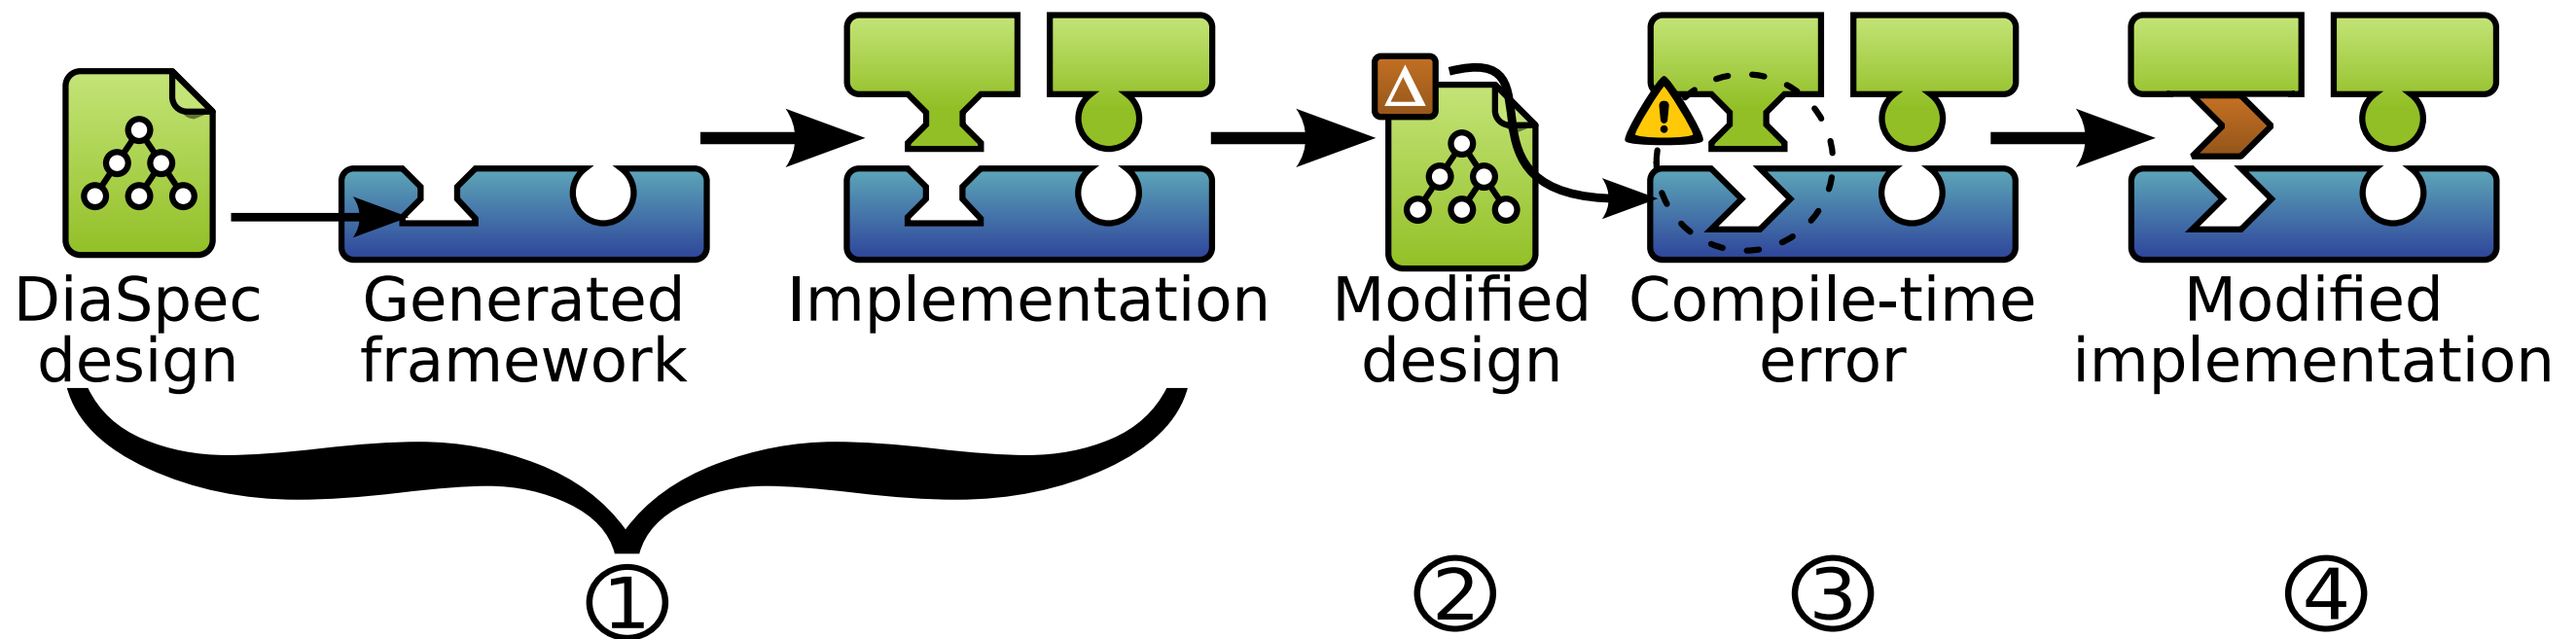 DiaSpec
design
Generated
framework
Implementation
Modified
design
Compile-time
error
Modified
implementation
①
②
③
④